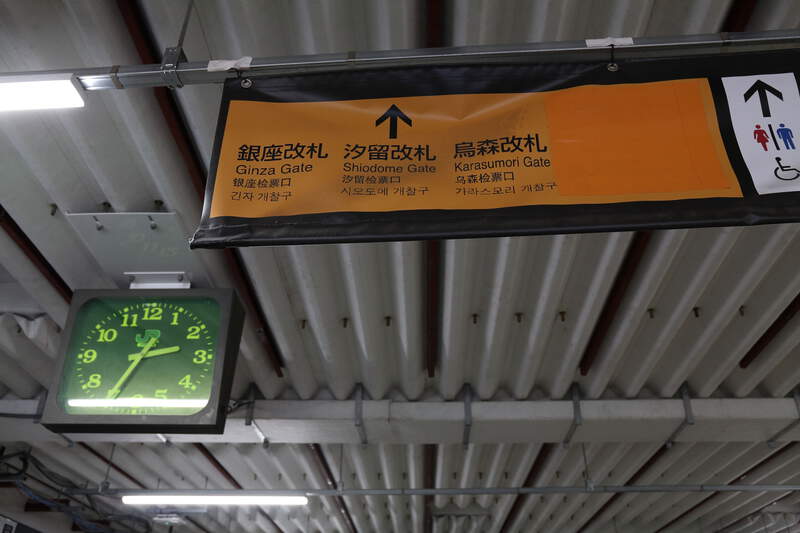 銀座改札
Ginza Gate
银座检票口
긴자 개찰구
汐留改札
Shiodome Gate
汐留检票口
시오도메 개찰구
烏森改札
Karasumori Gate
乌森检票口
가라스모리 개찰구
12
1
2
3
4
5
7
8
9
10
11